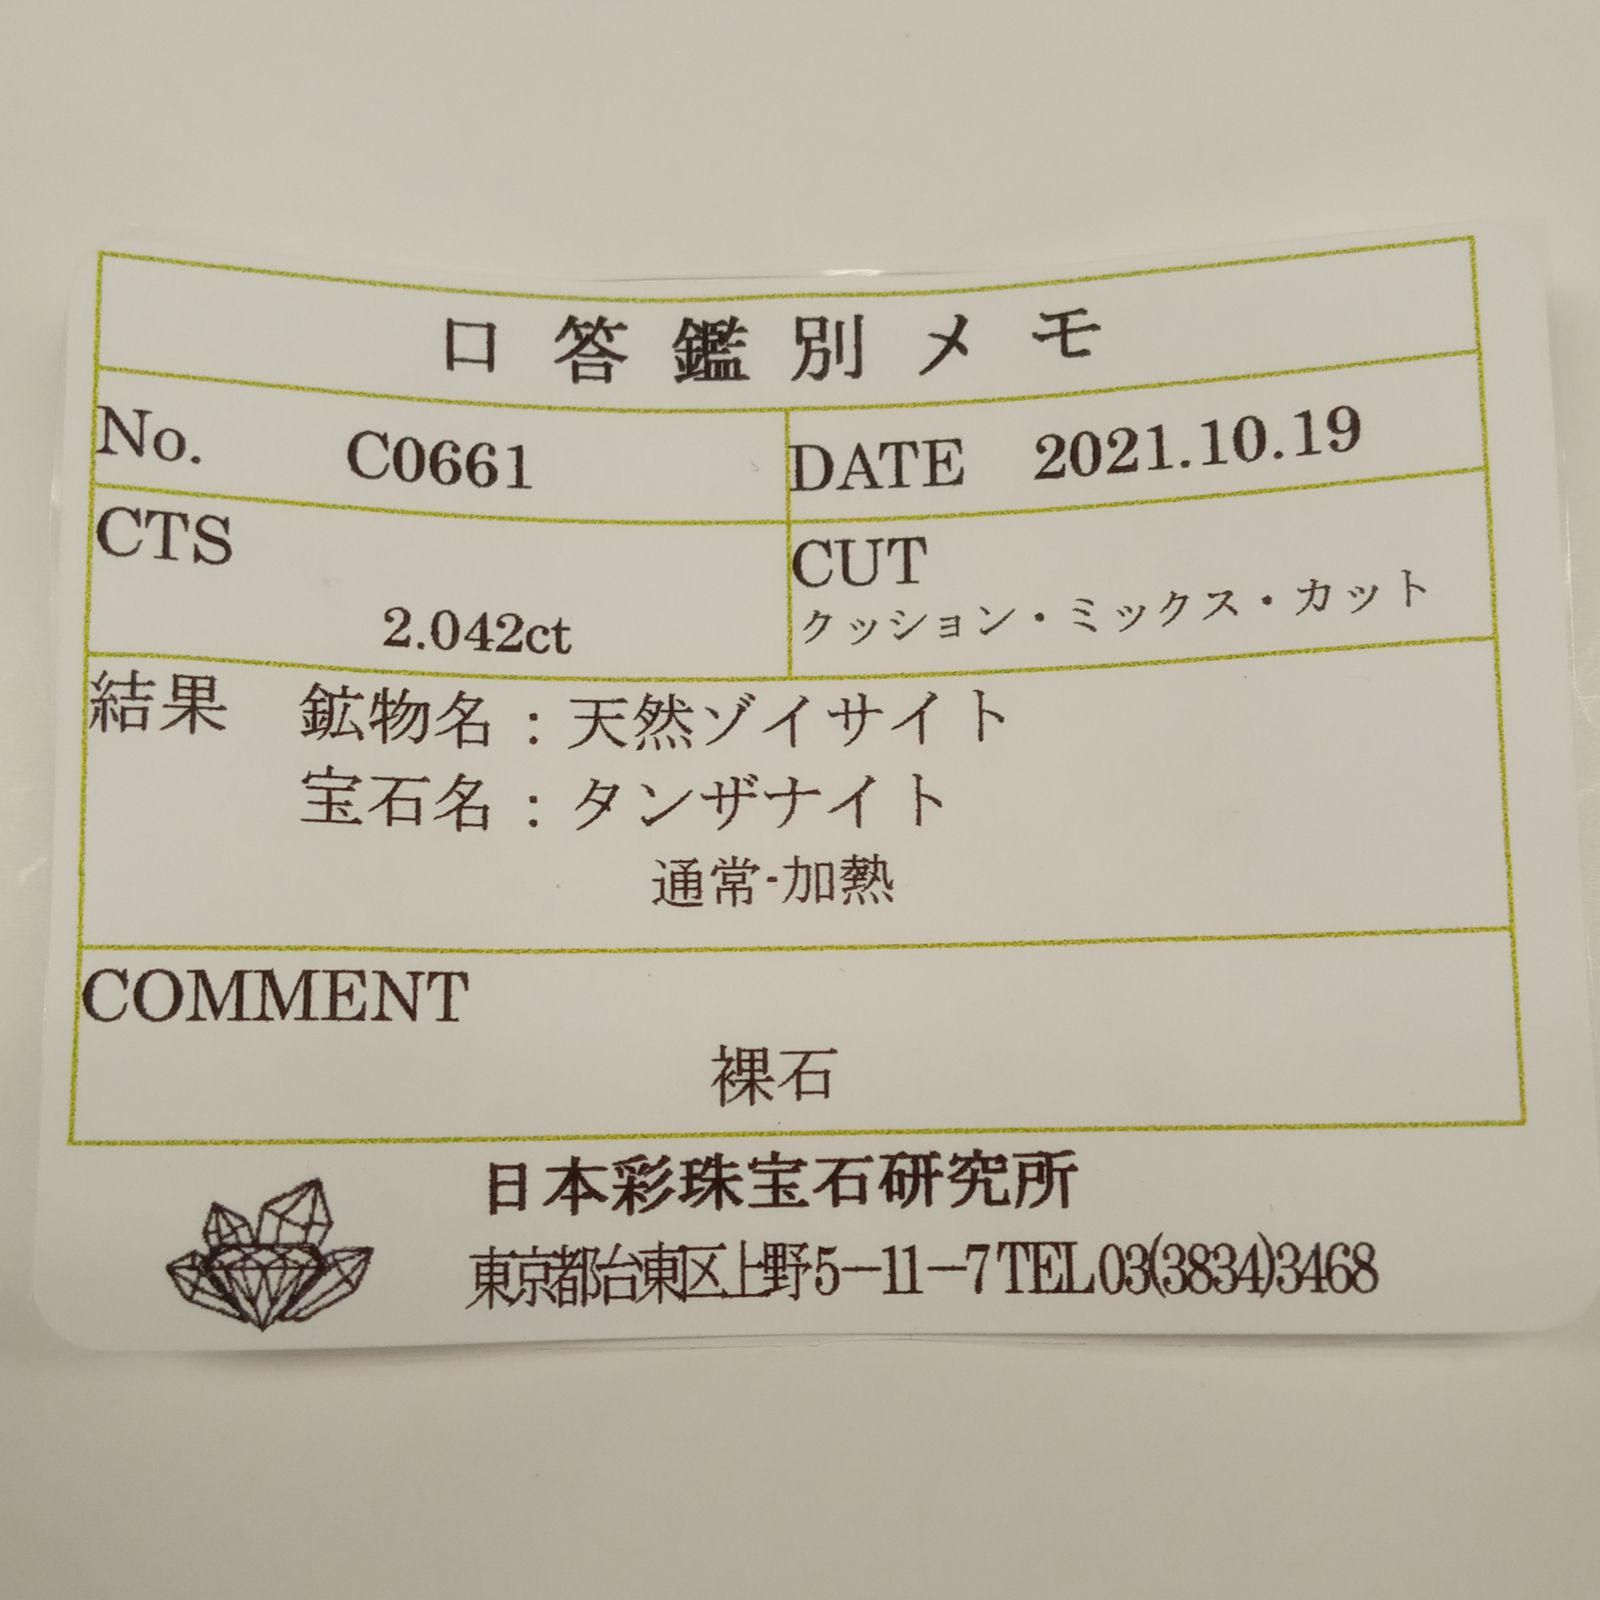 口答鑑別メモ
No. C0661
DATE 2021.10.19
CTS
2.042ct
CUT
クッション・ミックス・カット
結果 鉱物名：天然ゾイサイト
宝石名：タンザナイト
通常-加熱
COMMENT
裸石
日本彩珠宝石研究所
東京都台東区上野5-11-7 TEL 03(3834)3468